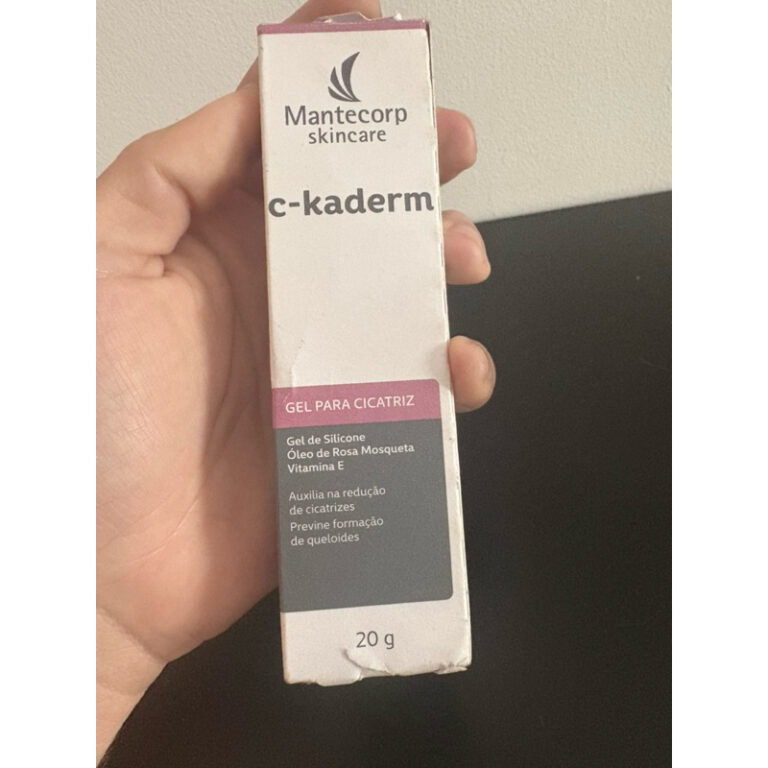 Mantecorp
skincare
c-kaderm
GEL PARA CICATRIZ
Gel de Silicone
Óleo de Rosa Mosqueta
Vitamina E
Auxilia na redução
de cicatrizes
Previne formação
de queloides
20 g